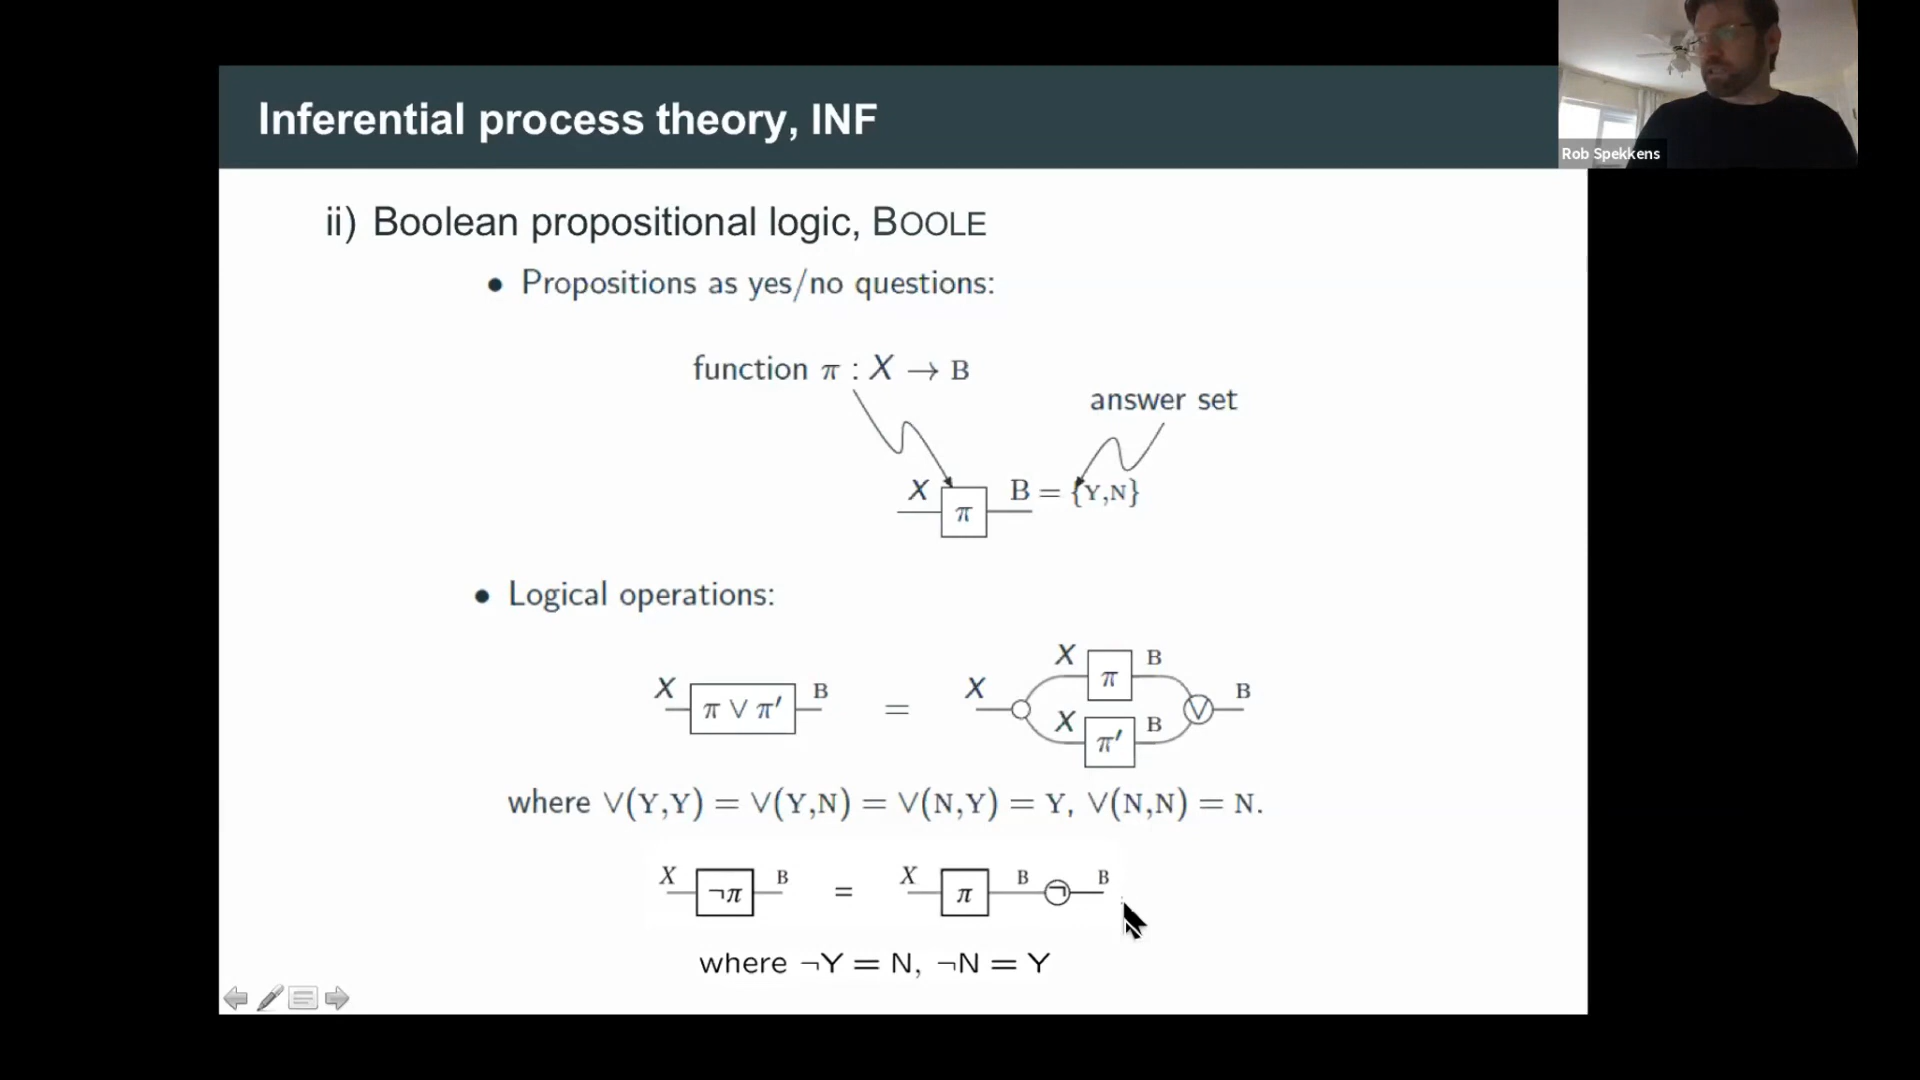 Inferential process theory, INF
Rob Spekkens
ii) Boolean propositional logic, BOOLE
• Propositions as yes/no questions:
function π : X → B
answer set
X π B = {Y,N}
• Logical operations:
X π ∨ π′ B = X X π B X π′ B ∨ B
where ∨(Y,Y) = ∨(Y,N) = ∨(N,Y) = Y, ∨(N,N) = N.
X ¬π B = X π B ¬ B
where ¬Y = N, ¬N = Y